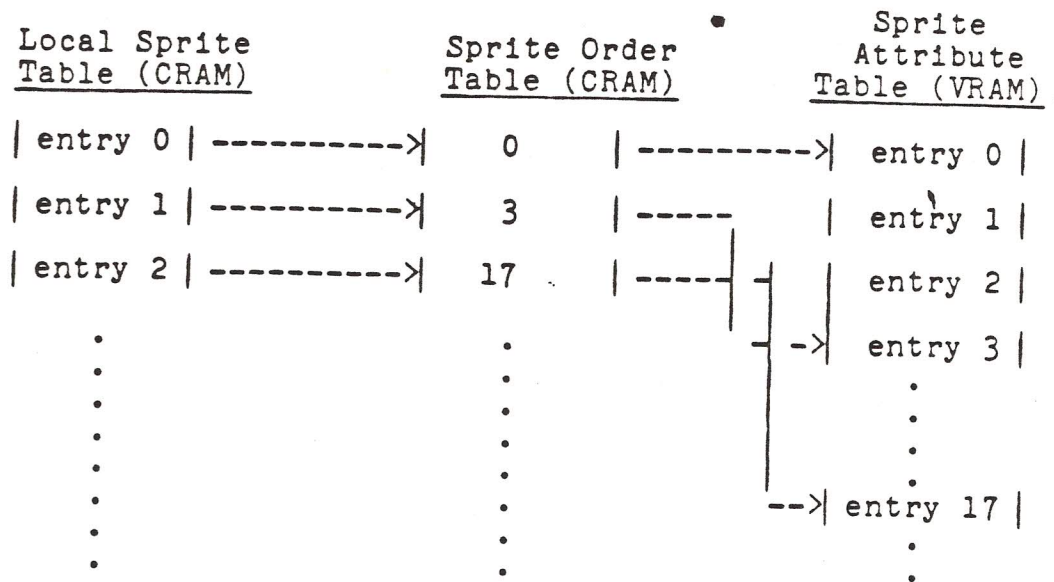 Local Sprite
Table (CRAM)
Sprite Order
Table (CRAM)
Sprite
Attribute
Table (VRAM)
| entry 0 | ----------->| 0 | --------->| entry 0 |
| entry 1 | ----------->| 3 | ----- | entry 1 |
| entry 2 | ----------->| 17 | ----- | entry 2 |
->| entry 3 |
-->| entry 17 |